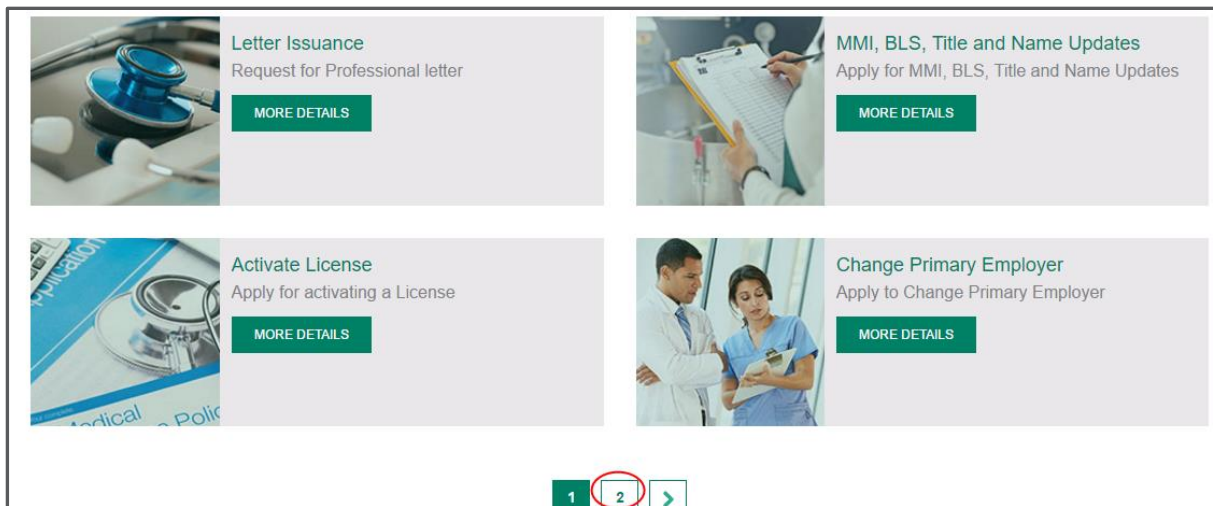 Letter Issuance
Request for Professional letter
MORE DETAILS
MMI, BLS, Title and Name Updates
Apply for MMI, BLS, Title and Name Updates
MORE DETAILS
Activate License
Apply for activating a License
MORE DETAILS
Change Primary Employer
Apply to Change Primary Employer
MORE DETAILS
1 2 >